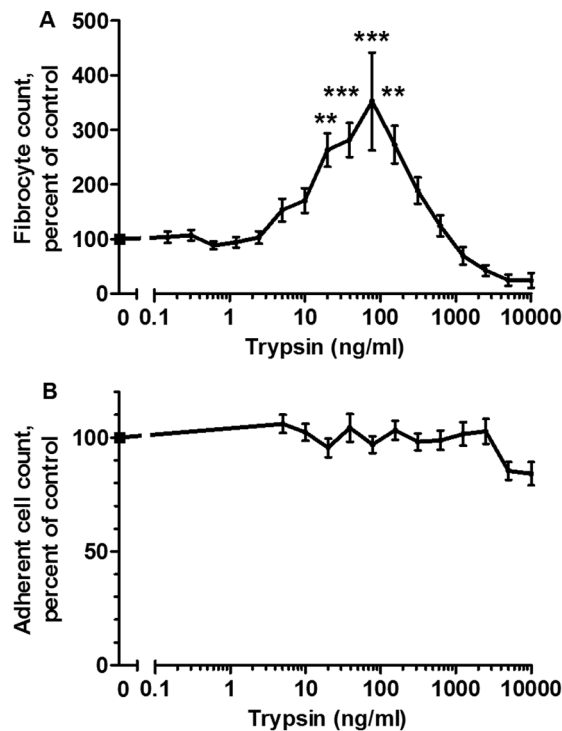 A
Fibrocyte count,
percent of control
500
400
300
200
100
0
***
***
**
**
0 0.1 1 10 100 1000 10000
Trypsin (ng/ml)
B
Adherent cell count,
percent of control
100
50
0
0 0.1 1 10 100 1000 10000
Trypsin (ng/ml)